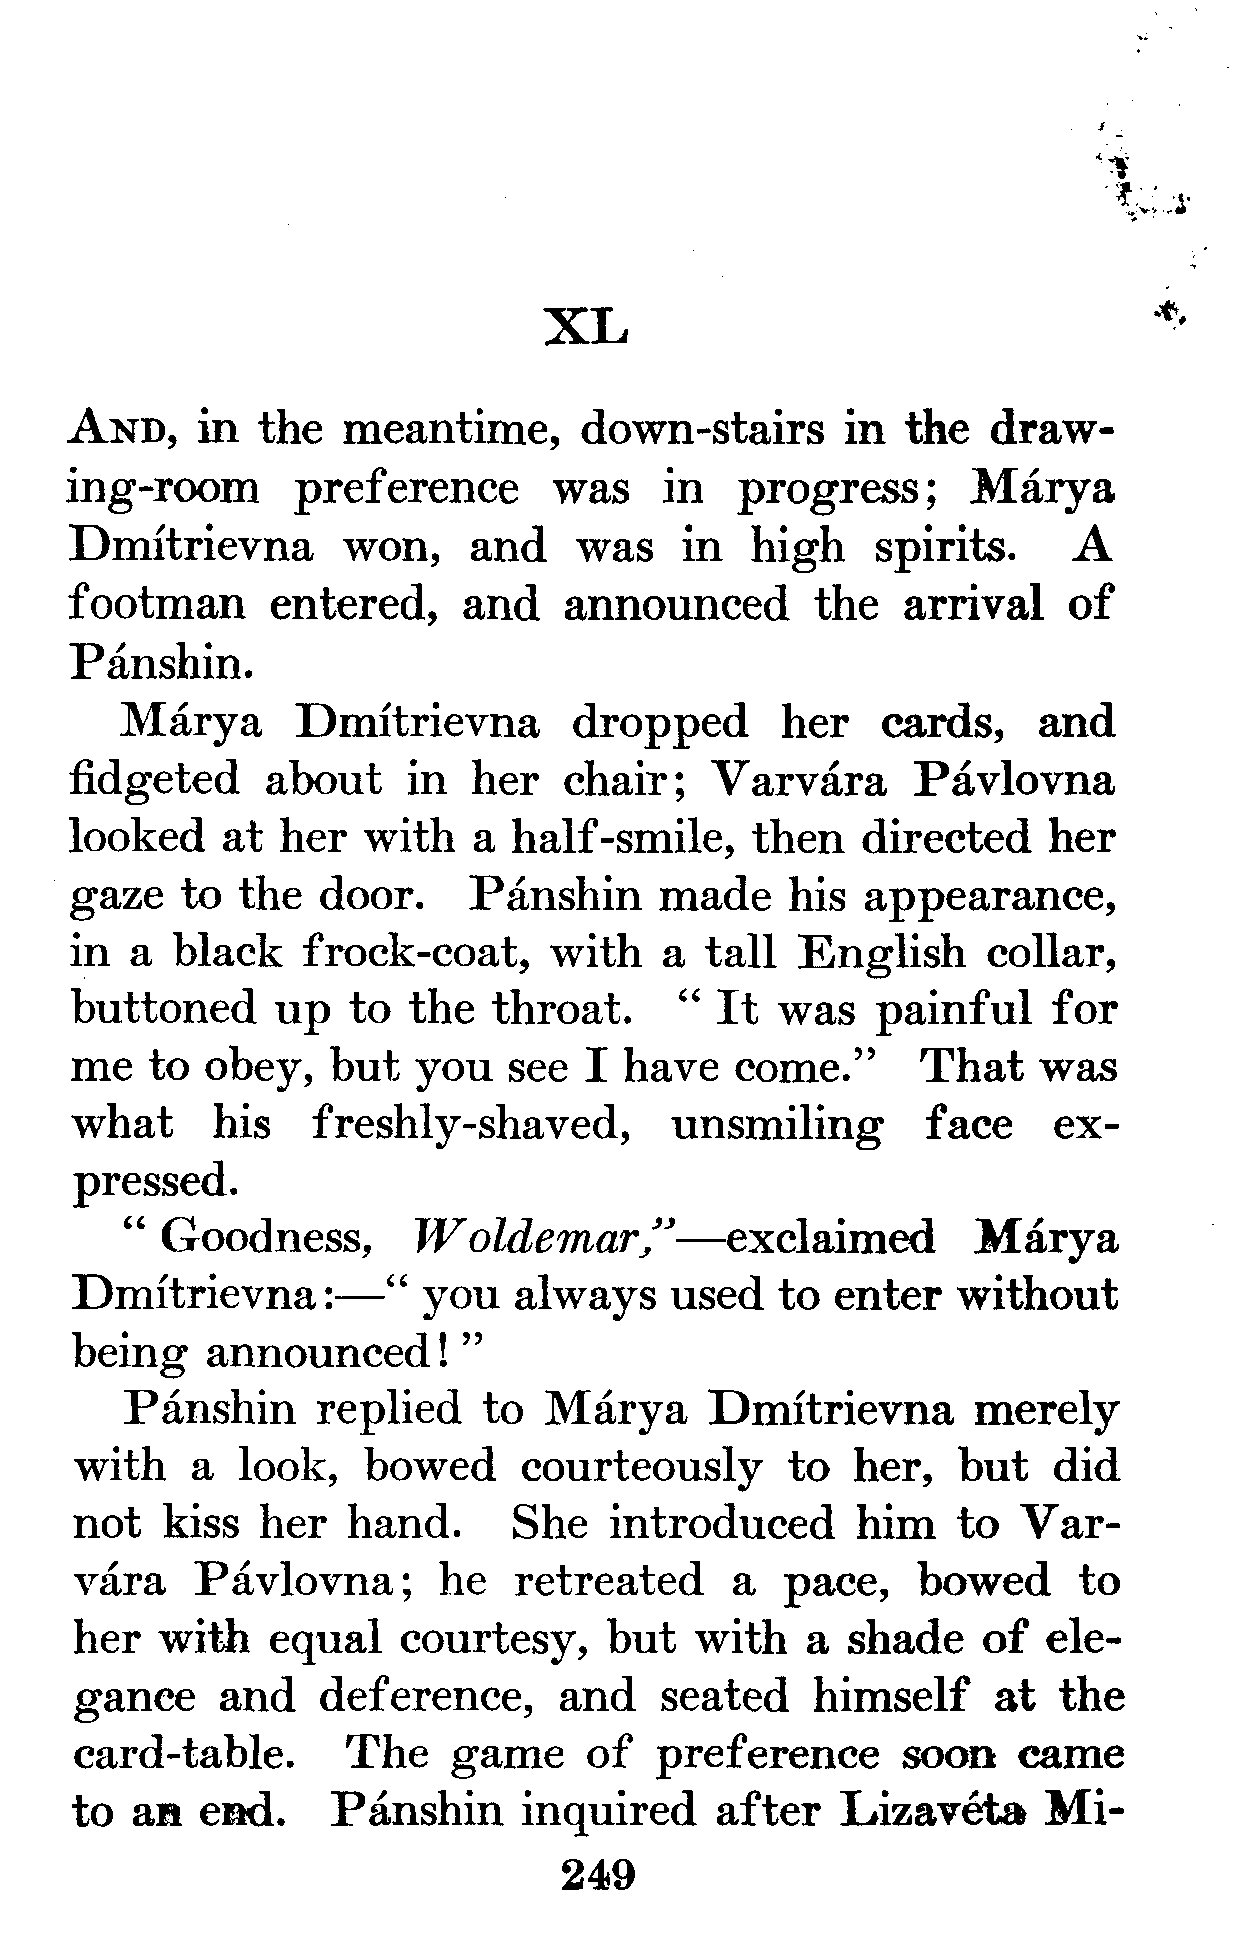 XL
AND, in the meantime, down-stairs in the draw-
ing-room preference was in progress; Márya
Dmítrievna won, and was in high spirits. A
footman entered, and announced the arrival of
Pánshin.
Márya Dmítrievna dropped her cards, and
fidgeted about in her chair; Varvára Pávlovna
looked at her with a half-smile, then directed her
gaze to the door. Pánshin made his appearance,
in a black frock-coat, with a tall English collar,
buttoned up to the throat. “ It was painful for
me to obey, but you see I have come.” That was
what his freshly-shaved, unsmiling face ex-
pressed.
“ Goodness, Woldemar,”—exclaimed Márya
Dmítrievna:—“ you always used to enter without
being announced! ”
Pánshin replied to Márya Dmítrievna merely
with a look, bowed courteously to her, but did
not kiss her hand. She introduced him to Var-
vára Pávlovna; he retreated a pace, bowed to
her with equal courtesy, but with a shade of ele-
gance and deference, and seated himself at the
card-table. The game of preference soon came
to an end. Pánshin inquired after Lizavéta Mi-
249